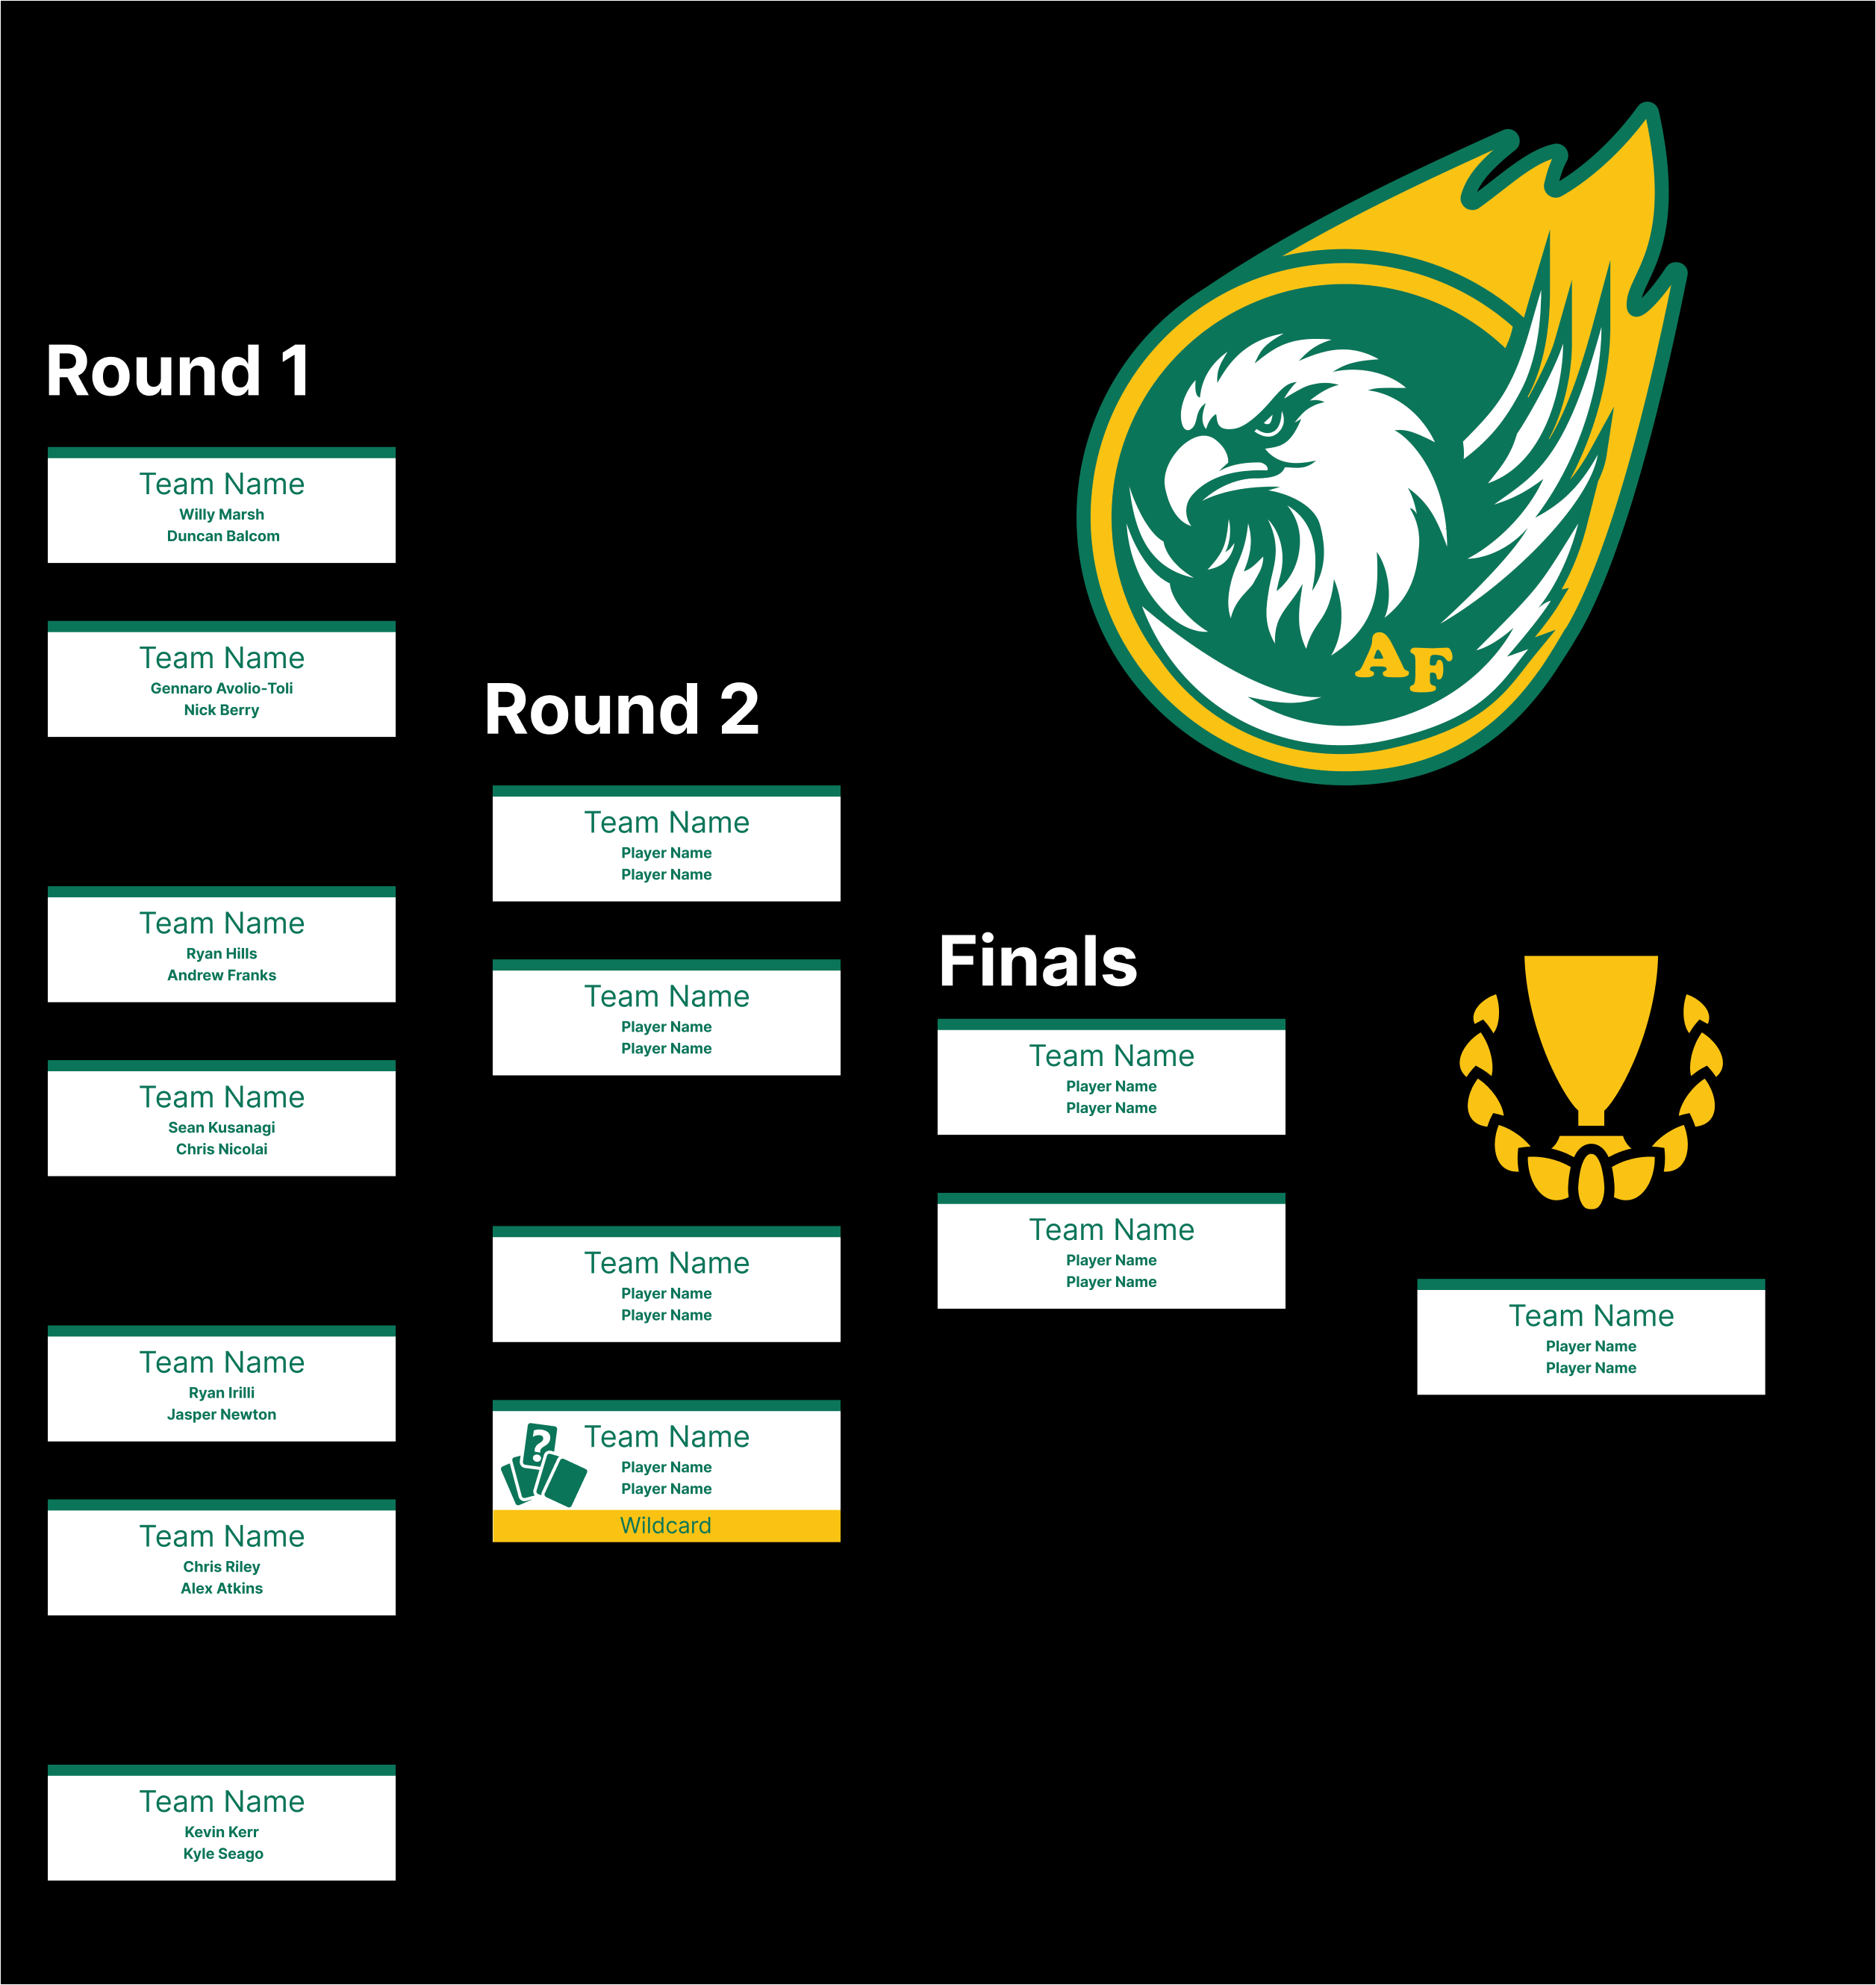 Round 1
Team Name
Willy Marsh
Duncan Balcom
Team Name
Gennaro Avolio-Toli
Nick Berry
Team Name
Ryan Hills
Andrew Franks
Team Name
Sean Kusanagi
Chris Nicolai
Team Name
Ryan Irilli
Jasper Newton
Team Name
Chris Riley
Alex Atkins
Team Name
Kevin Kerr
Kyle Seago
Round 2
Team Name
Player Name
Player Name
Team Name
Player Name
Player Name
Team Name
Player Name
Player Name
?
Team Name
Player Name
Player Name
Wildcard
AF
Finals
Team Name
Player Name
Player Name
Team Name
Player Name
Player Name
Team Name
Player Name
Player Name